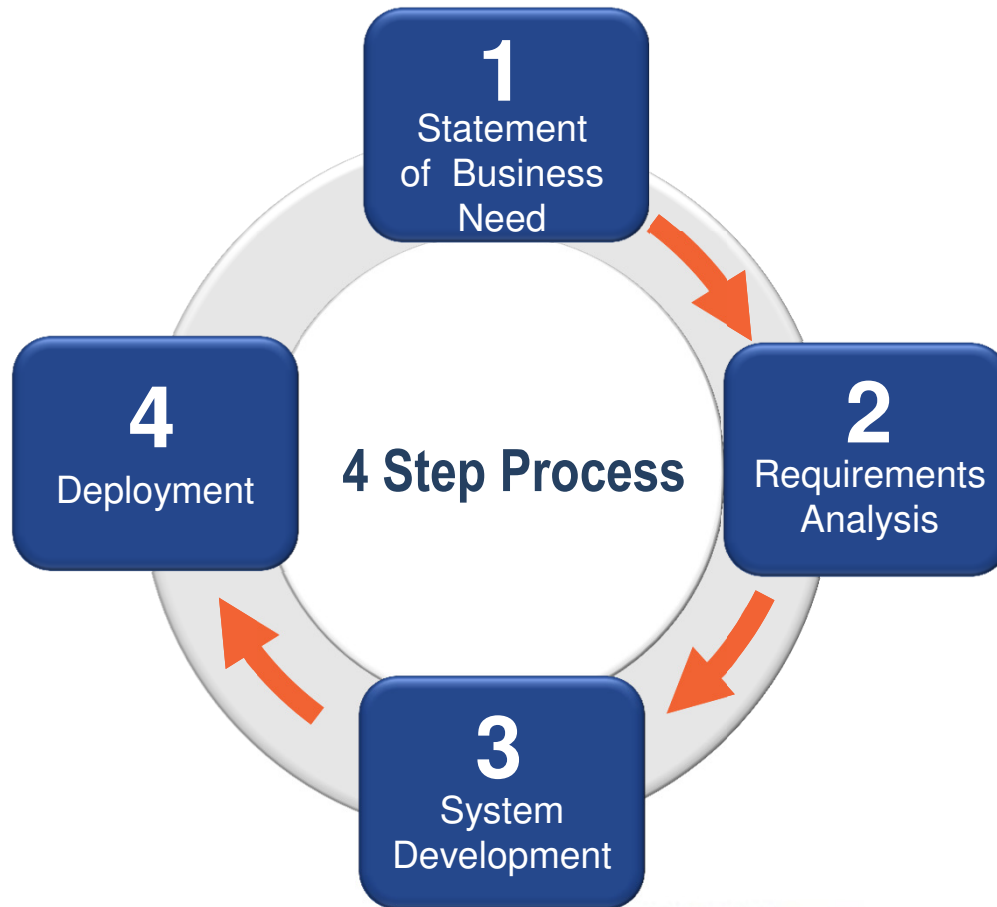 1
Statement
of Business
Need
2
Requirements
Analysis
3
System
Development
4
Deployment
4 Step Process